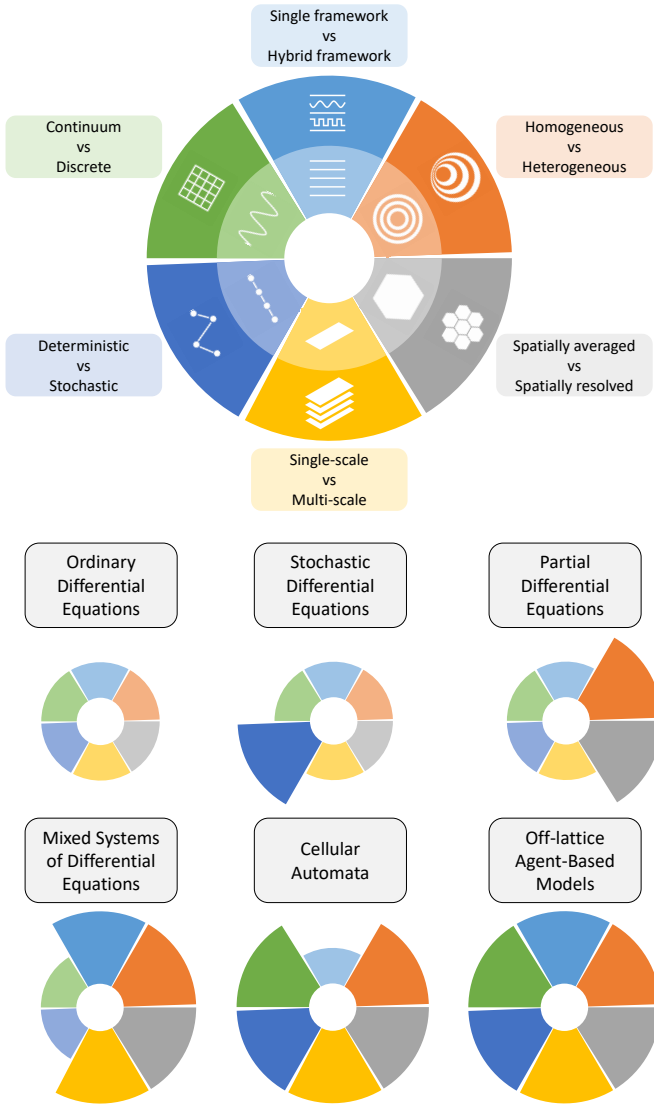 Single framework
vs
Hybrid framework
Continuum
vs
Discrete
Homogeneous
vs
Heterogeneous
Deterministic
vs
Stochastic
Spatially averaged
vs
Spatially resolved
Single-scale
vs
Multi-scale
Ordinary
Differential
Equations
Stochastic
Differential
Equations
Partial
Differential
Equations
Mixed Systems
of Differential
Equations
Cellular
Automata
Off-lattice
Agent-Based
Models